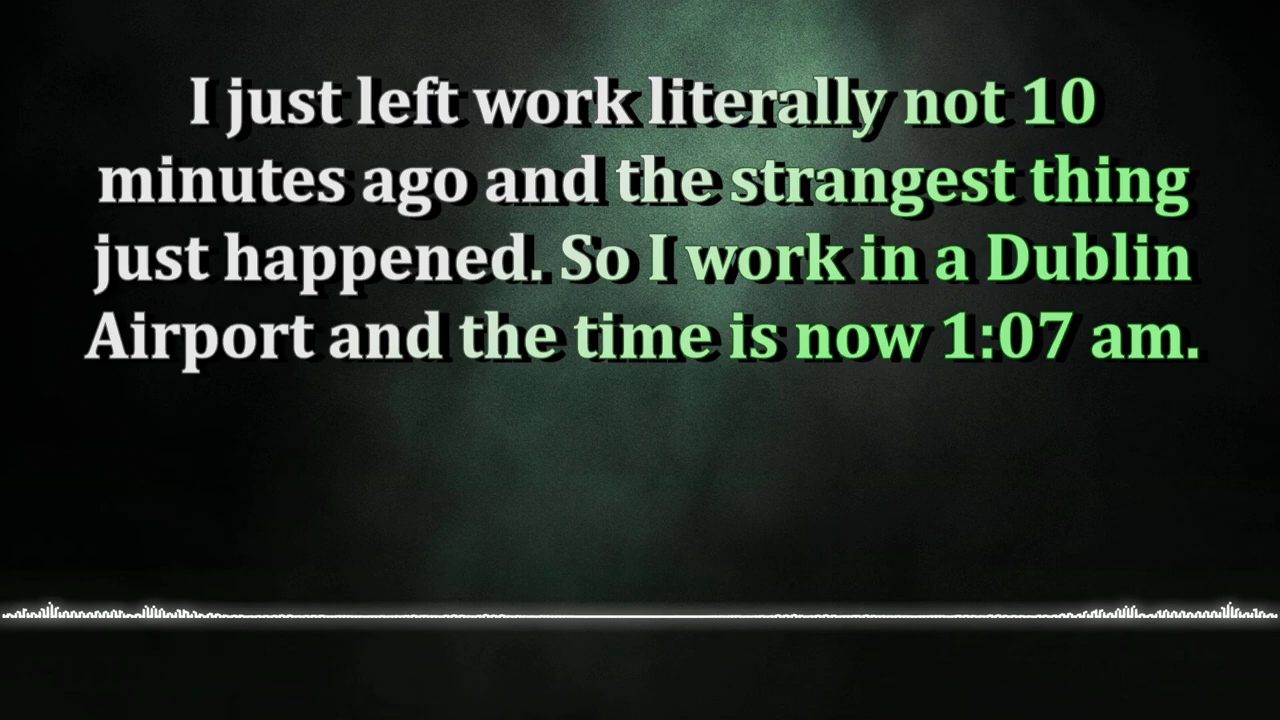 I just left work literally not 10
minutes ago and the strangest thing
just happened. So I work in a Dublin
Airport and the time is now 1:07 am.